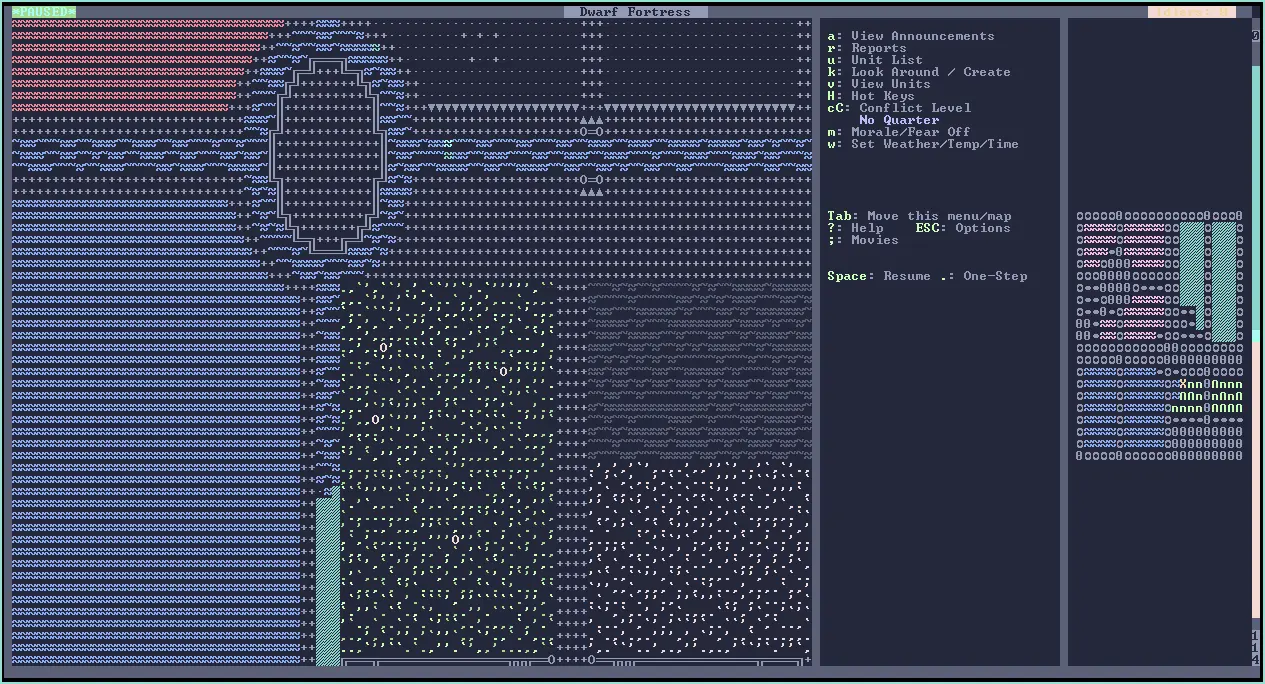 *PAUSED*
Dwarf Fortress
a: View Announcements
r: Reports
u: Unit List
k: Look Around / Create
v: View Units
H: Hot Keys
cC: Conflict Level
No Quarter
m: Morale/Fear Off
w: Set Weather/Temp/Time
Tab: Move this menu/map
?: Help ESC: Options
;: Movies
Space: Resume .: One-Step